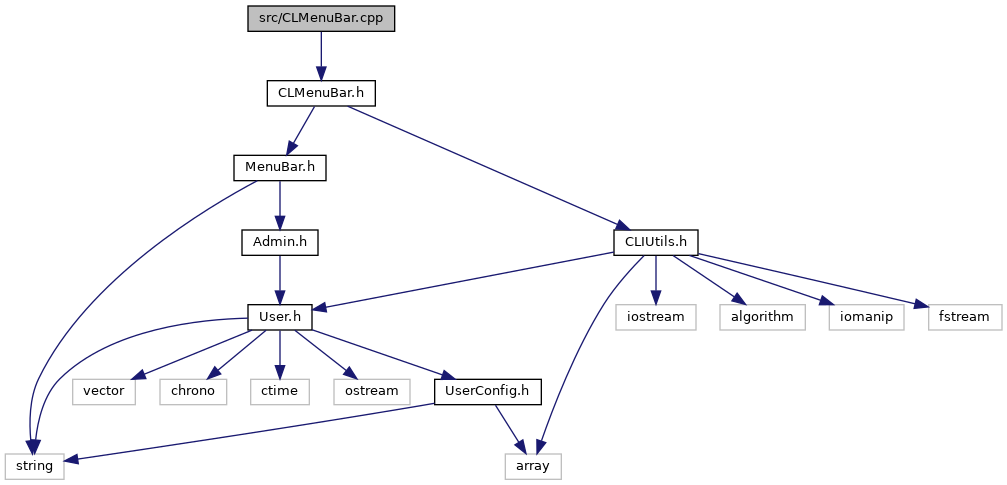 src/CLMenuBar.cpp
CLMenuBar.h
MenuBar.h
Admin.h
CLIUtils.h
User.h
iostream
algorithm
iomanip
fstream
vector
chrono
ctime
ostream
UserConfig.h
string
array